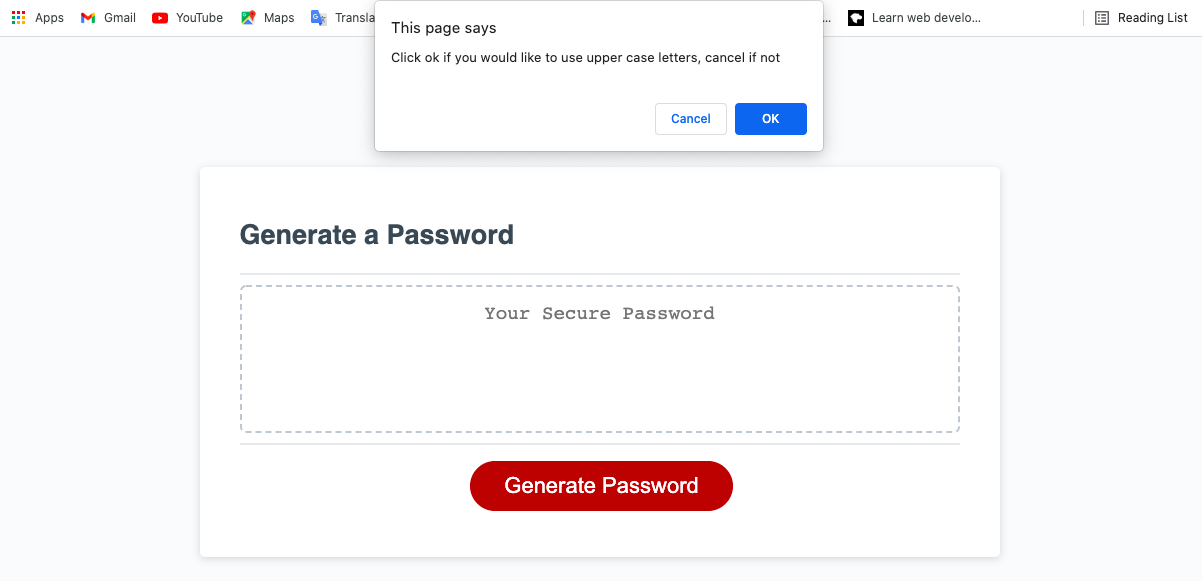 Apps Gmail YouTube Maps Transla ... Learn web develo... Reading List
This page says
Click ok if you would like to use upper case letters, cancel if not
Cancel OK
Generate a Password
Your Secure Password
Generate Password